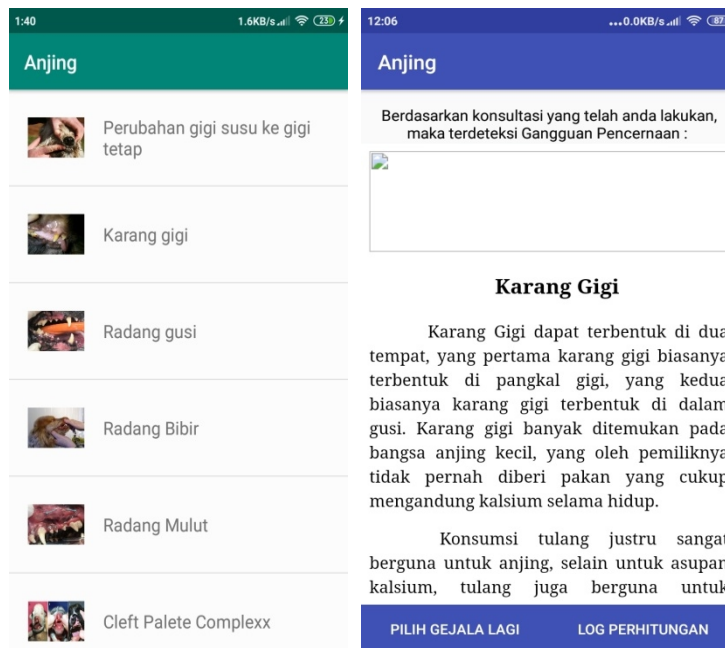 1:40
1.6KB/s
23
Anjing
Perubahan gigi susu ke gigi
tetap
Karang gigi
Radang gusi
Radang Bibir
Radang Mulut
Cleft Palete Complexx
12:06
...0.0KB/s
87
Anjing
Berdasarkan konsultasi yang telah anda lakukan,
maka terdeteksi Gangguan Pencernaan :
Karang Gigi
Karang Gigi dapat terbentuk di dua
tempat, yang pertama karang gigi biasanya
terbentuk di pangkal gigi, yang kedua
biasanya karang gigi terbentuk di dalam
gusi. Karang gigi banyak ditemukan pada
bangsa anjing kecil, yang oleh pemiliknya
tidak pernah diberi pakan yang cukup
mengandung kalsium selama hidup.
Konsumsi tulang justru sangat
berguna untuk anjing, selain untuk asupan
kalsium, tulang juga berguna untuk
PILIH GEJALA LAGI
LOG PERHITUNGAN